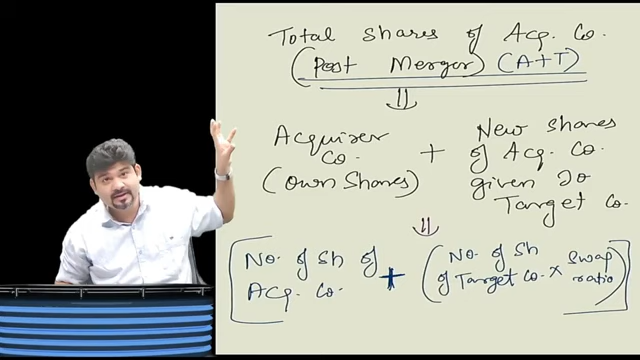 Total shares of Acq. Co.
(Post Merger) (A+T)
⇓
Acquirer
Co.
(Own Shares)
+
New shares
of Acq. Co.
given to
Target Co.
⇓
[No. of Sh of
Acq. Co.
+
(No. of Sh
of Target Co. × Swap
ratio)]